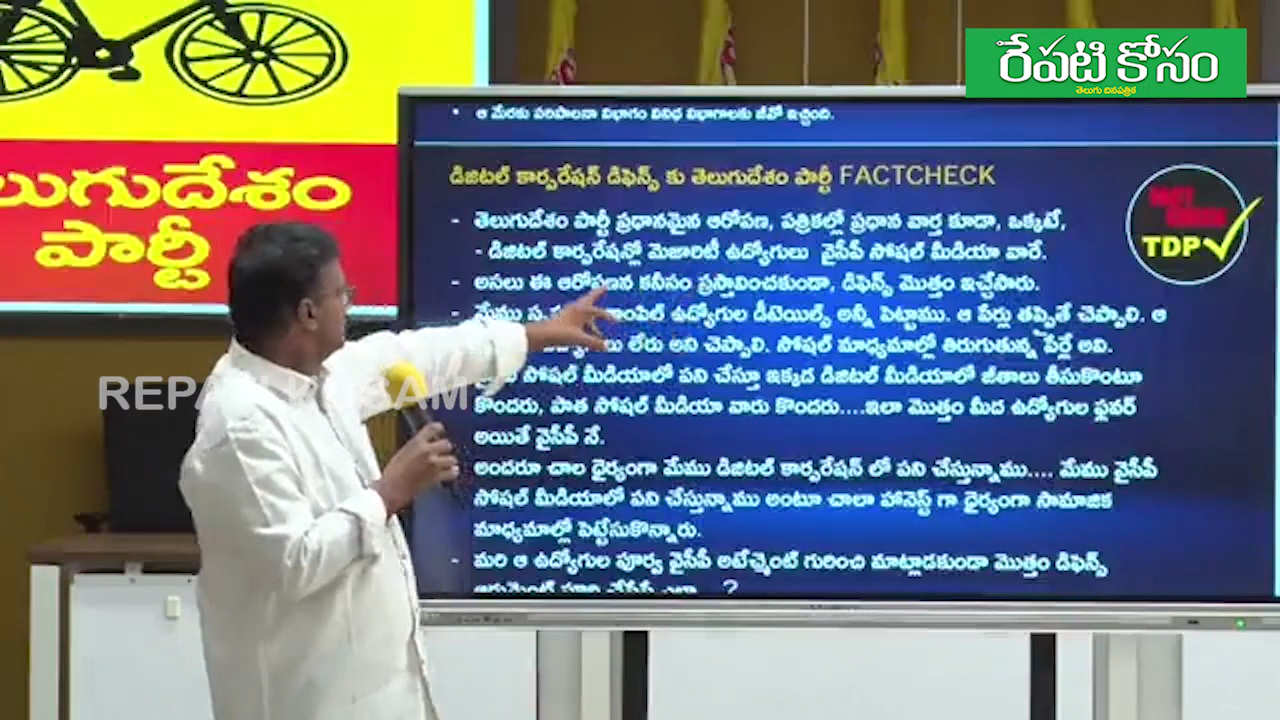 రేపటి కోసం
తెలుగు దినపత్రిక
లుగుదేశం
పార్టీ
• ఆ మేరకు పరిపాలనా విభాగం వివిధ విభాగాలకు జీవో ఇచ్చింది.
డిజిటల్ కార్పరేషన్ డిఫెన్స్ కు తెలుగుదేశం పార్టీ FACTCHECK
TDP
- తెలుగుదేశం పార్టీ ప్రధానమైన ఆరోపణ, పత్రికల్లో ప్రధాన వార్త కూడా, ఒక్కటే,
- డిజిటల్ కార్పరేషన్లో మెజారిటీ ఉద్యోగులు వైసీపీ సోషల్ మీడియా వారే.
- అసలు ఈ ఆరోపణన కనీసం ప్రస్తావించకుండా, డిఫెన్స్ మొత్తం ఇచ్చేసారు.
- మేము ఉద్యోగుల డీటెయిల్స్ అన్నీ పెట్టాము. ఆ పేర్లు తప్పైతే చెప్పాలి. ఆ
లేరు అని చెప్పాలి. సోషల్ మాధ్యమాల్లో తిరుగుతున్న పేర్లే అవి.
సోషల్ మీడియాలో పని చేస్తూ ఇక్కడ డిజిటల్ మీడియాలో జీతాలు తీసుకొంటూ
కొందరు, పాత సోషల్ మీడియా వారు కొందరు....ఇలా మొత్తం మీద ఉద్యోగుల ఫ్లవర్
అయితే వైసీపీ నే.
అందరూ చాల ధైర్యంగా మేము డిజిటల్ కార్పరేషన్ లో పని చేస్తున్నాము.... మేము వైసీపీ
సోషల్ మీడియాలో పని చేస్తున్నాము అంటూ చాలా హానెస్ట్ గా ధైర్యంగా సామాజిక
మాధ్యమాల్లో పెట్టేసుకొన్నారు.
- మరి ఆ ఉద్యోగుల పూర్వ వైసీపీ అటేచ్మెంట్ గురించి మాట్లాడకుండా మొత్తం డిఫెన్స్